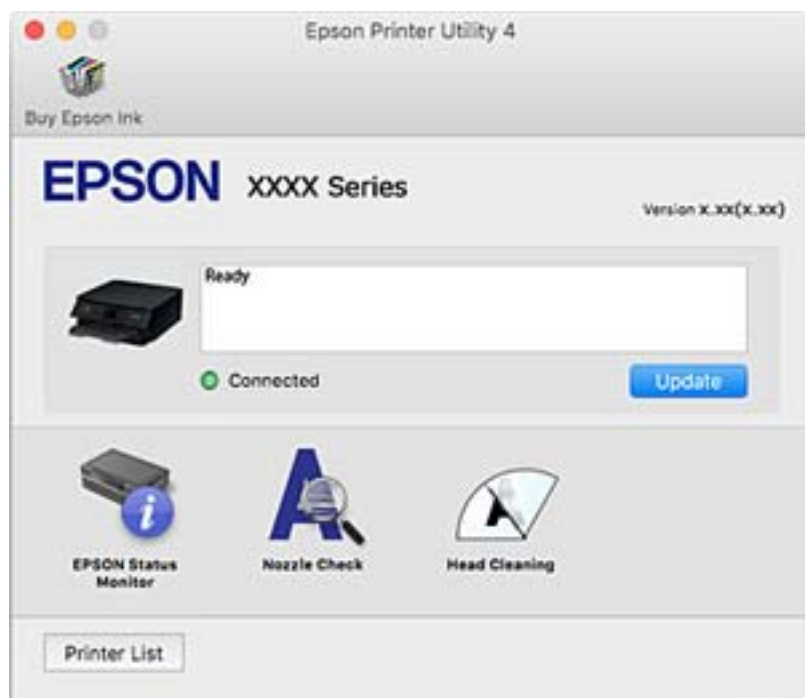 Epson Printer Utility 4
Buy Epson Ink
EPSON XXXX Series
Version X.XX(X.XX)
Ready
Connected
Update
EPSON Status
Monitor
Nozzle Check
Head Cleaning
Printer List